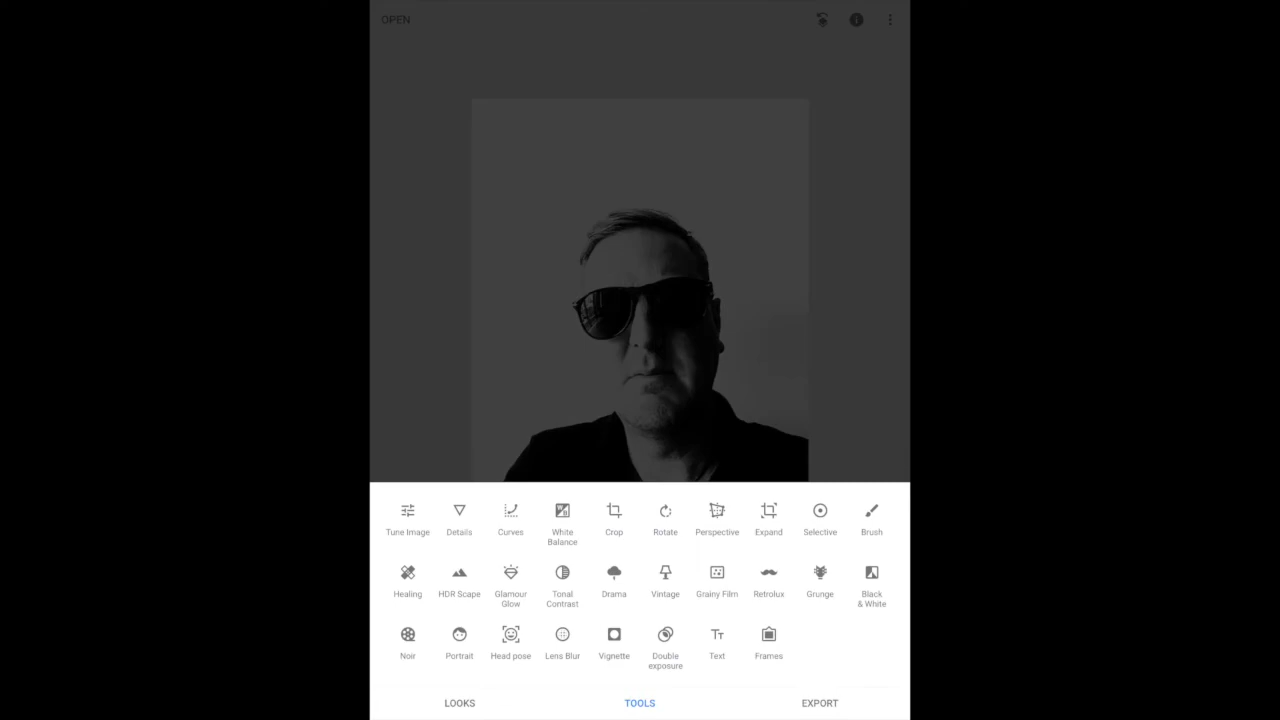 OPEN
Tune Image Details Curves White Balance Crop Rotate Perspective Expand Selective Brush
Healing HDR Scape Glamour Glow Tonal Contrast Drama Vintage Grainy Film Retrolux Grunge Black & White
Noir Portrait Head pose Lens Blur Vignette Double exposure Text Frames
LOOKS TOOLS EXPORT